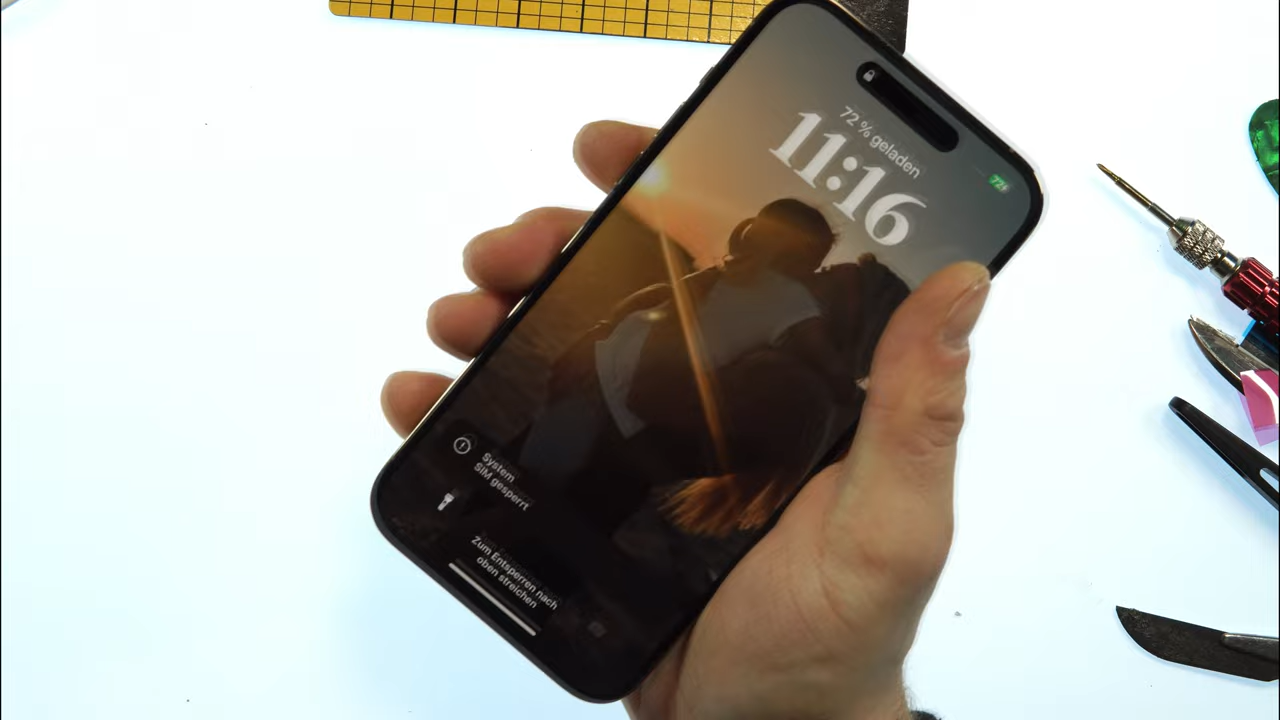 72 % geladen
11:16
72
System
SIM gesperrt
Zum Entsperren nach
oben streichen